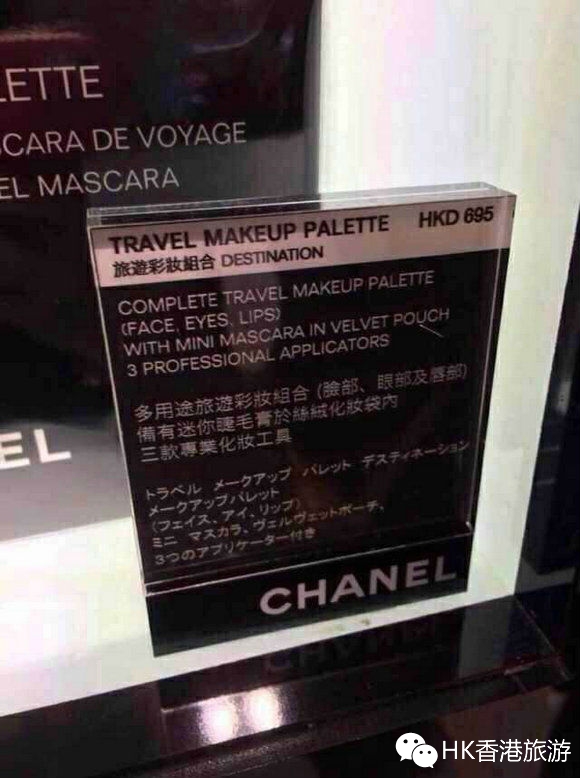 LETTE
SCARA DE VOYAGE
EL MASCARA
EL
TRAVEL MAKEUP PALETTE HKD 695
旅遊彩妝組合 DESTINATION
COMPLETE TRAVEL MAKEUP PALETTE
(FACE, EYES, LIPS)
WITH MINI MASCARA IN VELVET POUCH
3 PROFESSIONAL APPLICATORS
多用途旅遊彩妝組合 (臉部、眼部及唇部)
備有迷你睫毛膏於絲絨化妝袋內
三款專業化妝工具
トラベル メークアップ パレット デスティネーション
メークアップパレット
(フェイス、アイ、リップ)
ミニ マスカラ、ヴェルヴェットポーチ、
3つのアプリケーター付き
CHANEL
CHANEL
HK香港旅游